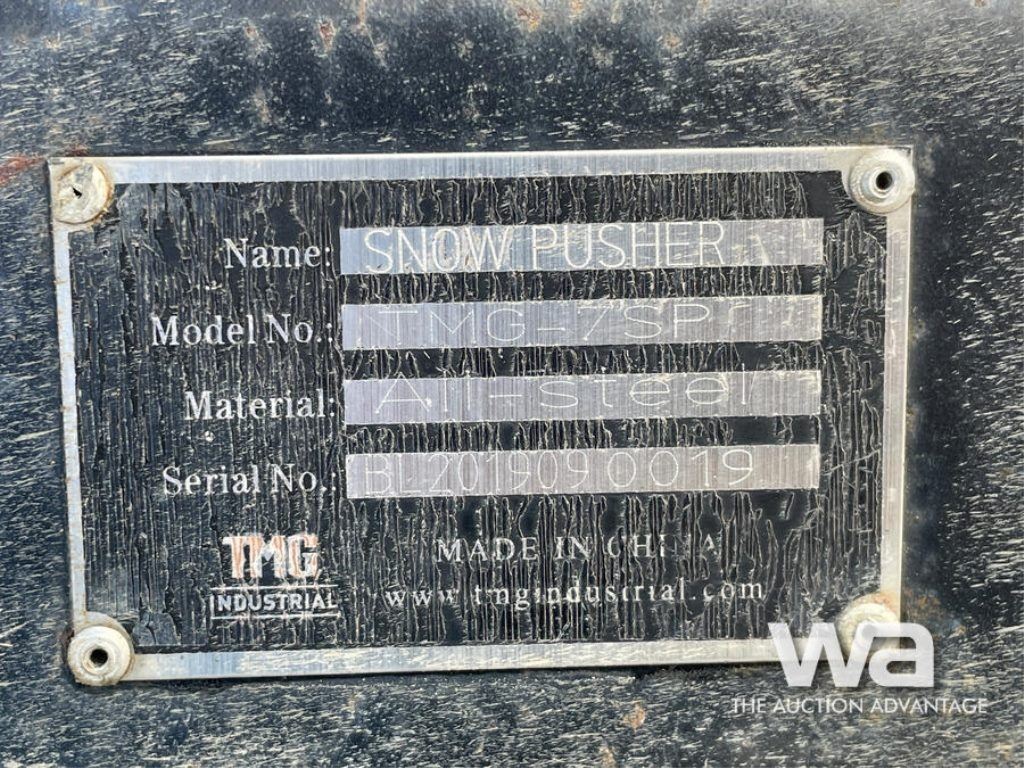 Name: SNOW PUSHER
Model No.: TMG-7SP
Material: All-steel
Serial No.: BL2019090019
TMG
INDUSTRIAL
MADE IN CHINA
www.tmgindustrial.com
wa
THE AUCTION ADVANTAGE